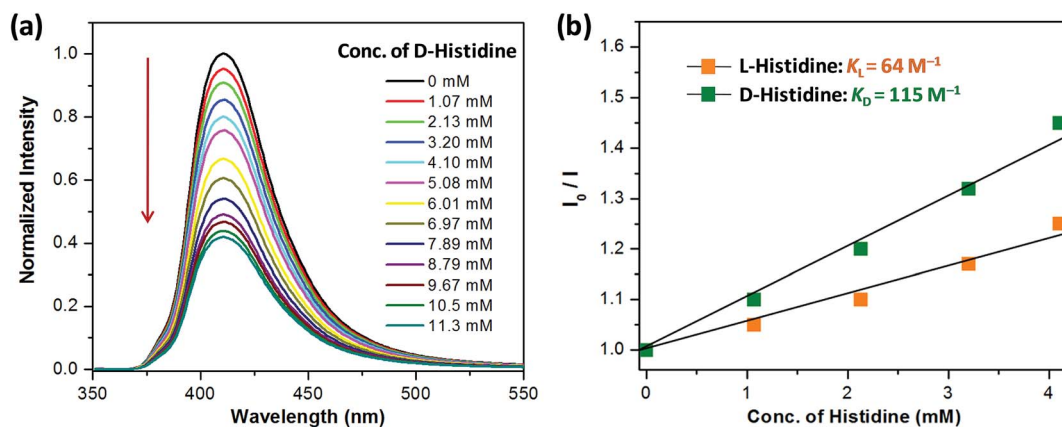 (a)
Conc. of D-Histidine
0 mM
1.07 mM
2.13 mM
3.20 mM
4.10 mM
5.08 mM
6.01 mM
6.97 mM
7.89 mM
8.79 mM
9.67 mM
10.5 mM
11.3 mM
Normalized Intensity
1.0
0.8
0.6
0.4
0.2
0.0
350 400 450 500 550
Wavelength (nm)
(b)
L-Histidine: K_L = 64 M⁻¹
D-Histidine: K_D = 115 M⁻¹
I₀ / I
1.6
1.5
1.4
1.3
1.2
1.1
1.0
0 1 2 3 4
Conc. of Histidine (mM)